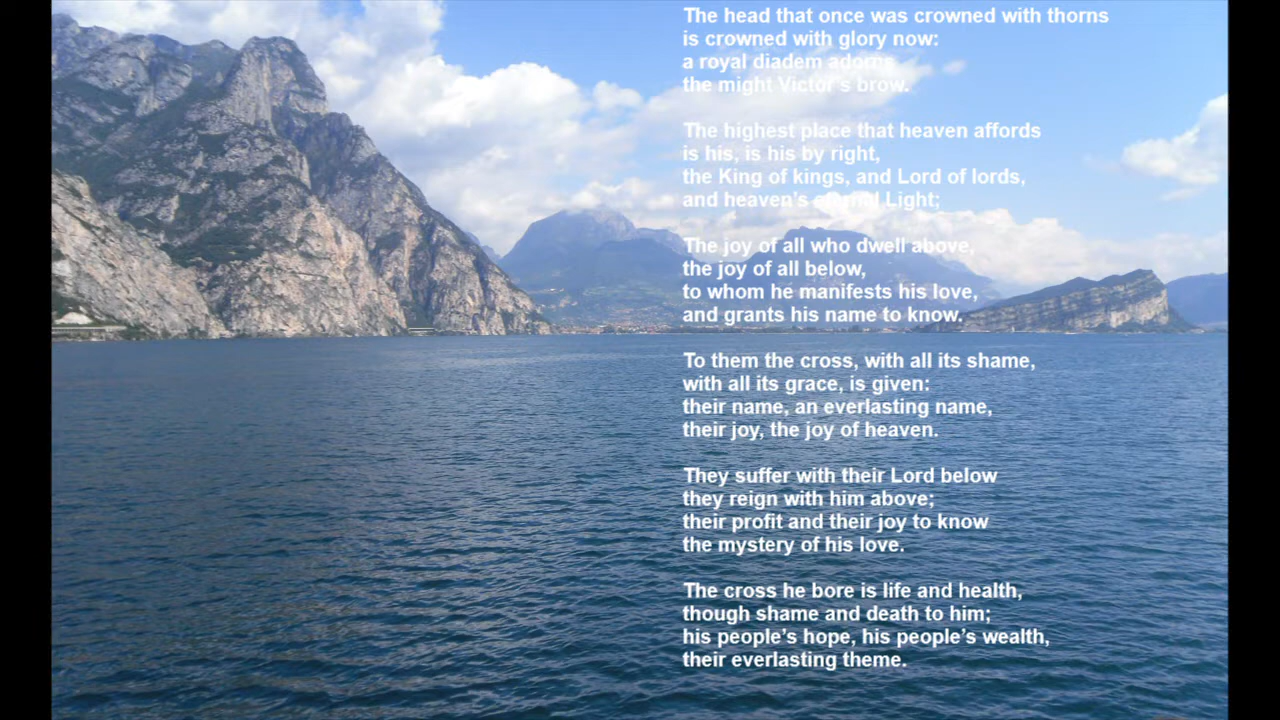 The head that once was crowned with thorns
is crowned with glory now:
a royal diadem adorns
the might Victor's brow.

The highest place that heaven affords
is his, is his by right,
the King of kings, and Lord of lords,
and heaven's eternal Light;

The joy of all who dwell above,
the joy of all below,
to whom he manifests his love,
and grants his name to know.

To them the cross, with all its shame,
with all its grace, is given:
their name, an everlasting name,
their joy, the joy of heaven.

They suffer with their Lord below
they reign with him above;
their profit and their joy to know
the mystery of his love.

The cross he bore is life and health,
though shame and death to him;
his people’s hope, his people’s wealth,
their everlasting theme.